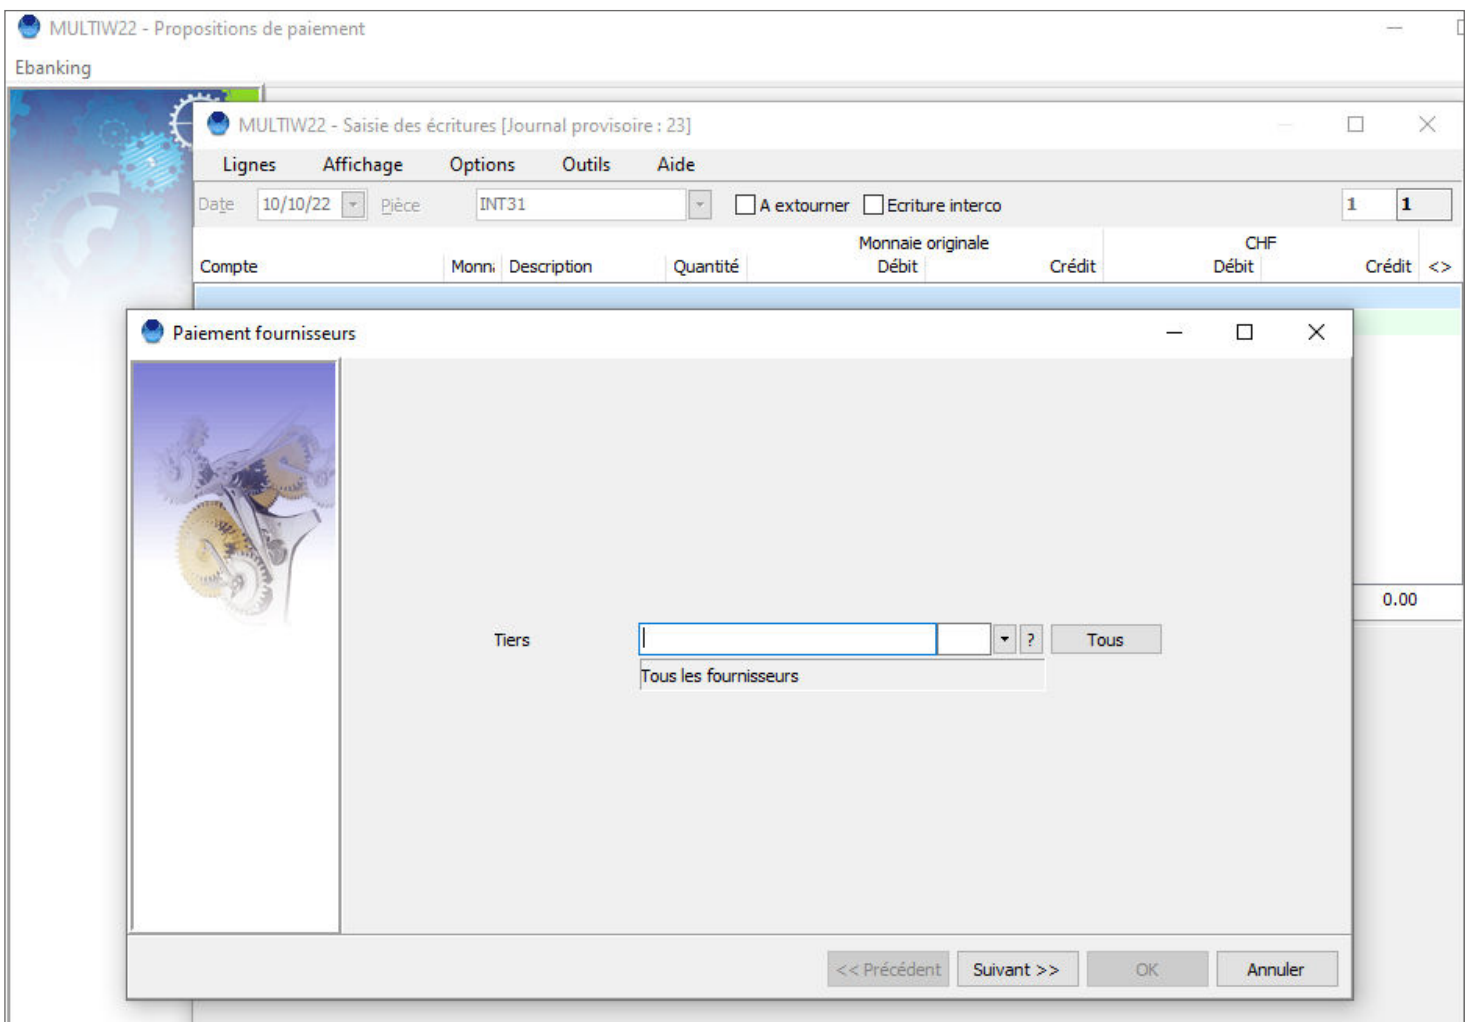 MULTIW22 - Propositions de paiement
Ebanking
MULTIW22 - Saisie des écritures [Journal provisoire : 23]
Lignes Affichage Options Outils Aide
Date 10/10/22 Pièce INT31 A extourner Ecriture interco 1 1
Monnaie originale CHF
Compte Monn Description Quantité Débit Crédit Débit Crédit <>
Paiement fournisseurs
0.00
Tiers ? Tous
Tous les fournisseurs
<< Précédent Suivant >> OK Annuler